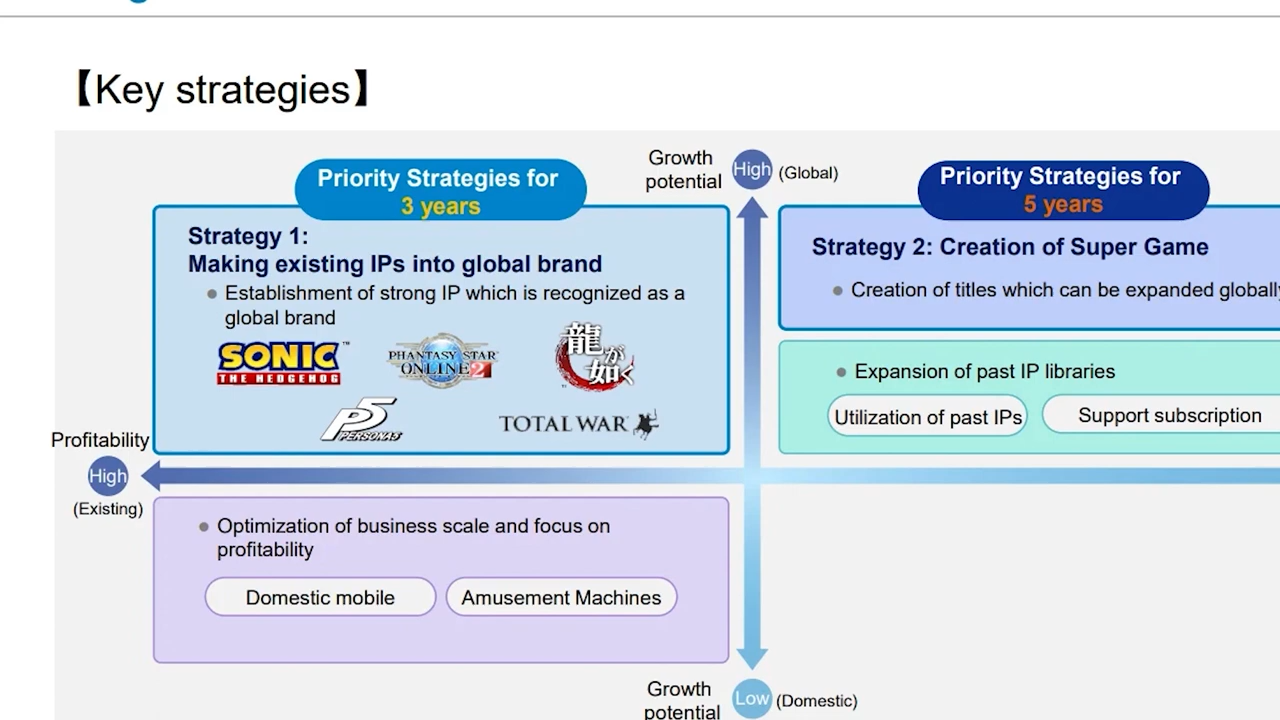 【Key strategies】
Growth
potential
High
(Global)
Priority Strategies for
3 years
Strategy 1:
Making existing IPs into global brand
Establishment of strong IP which is recognized as a
global brand
SONIC™
THE HEDGEHOG
PHANTASY STAR
ONLINE 2
龍が
如く
P5
PERSONA5
TOTAL WAR
Priority Strategies for
5 years
Strategy 2: Creation of Super Game
Creation of titles which can be expanded globally
Expansion of past IP libraries
Utilization of past IPs
Support subscription
Profitability
High
(Existing)
Optimization of business scale and focus on
profitability
Domestic mobile
Amusement Machines
Growth
potential
Low
(Domestic)